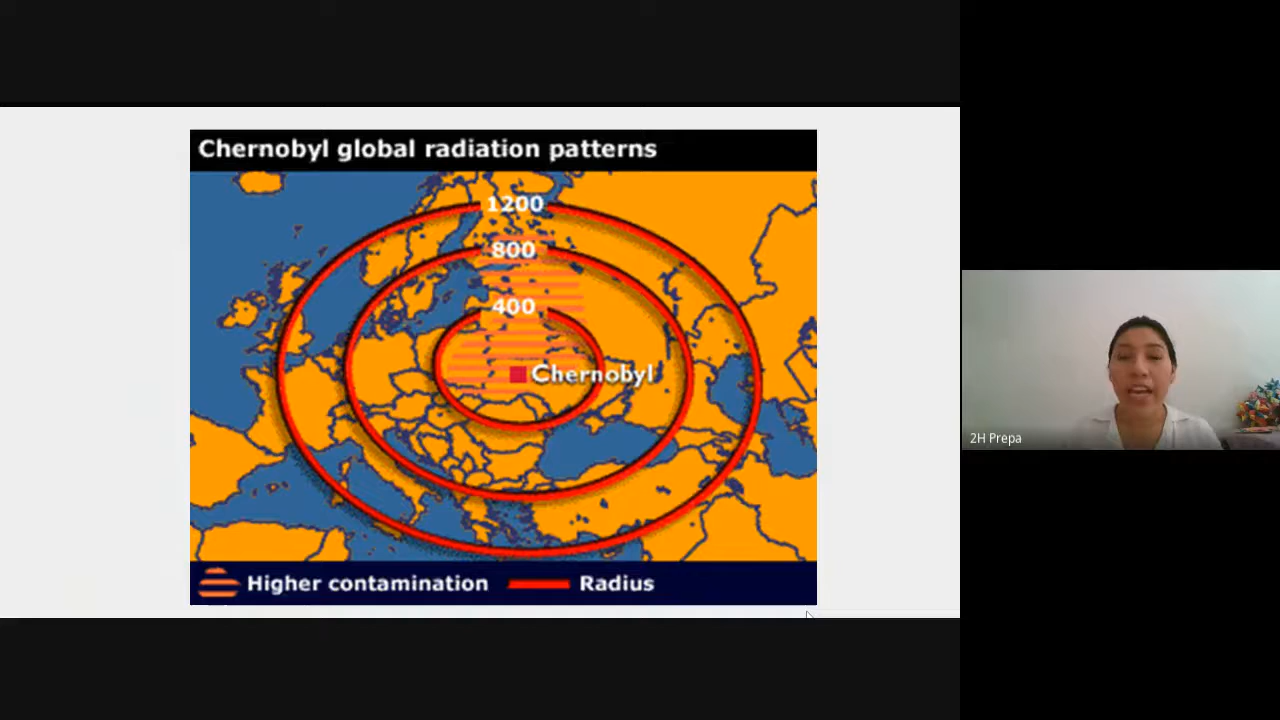 Chernobyl global radiation patterns
1200
800
400
Chernobyl
Higher contamination
Radius
2H Prepa